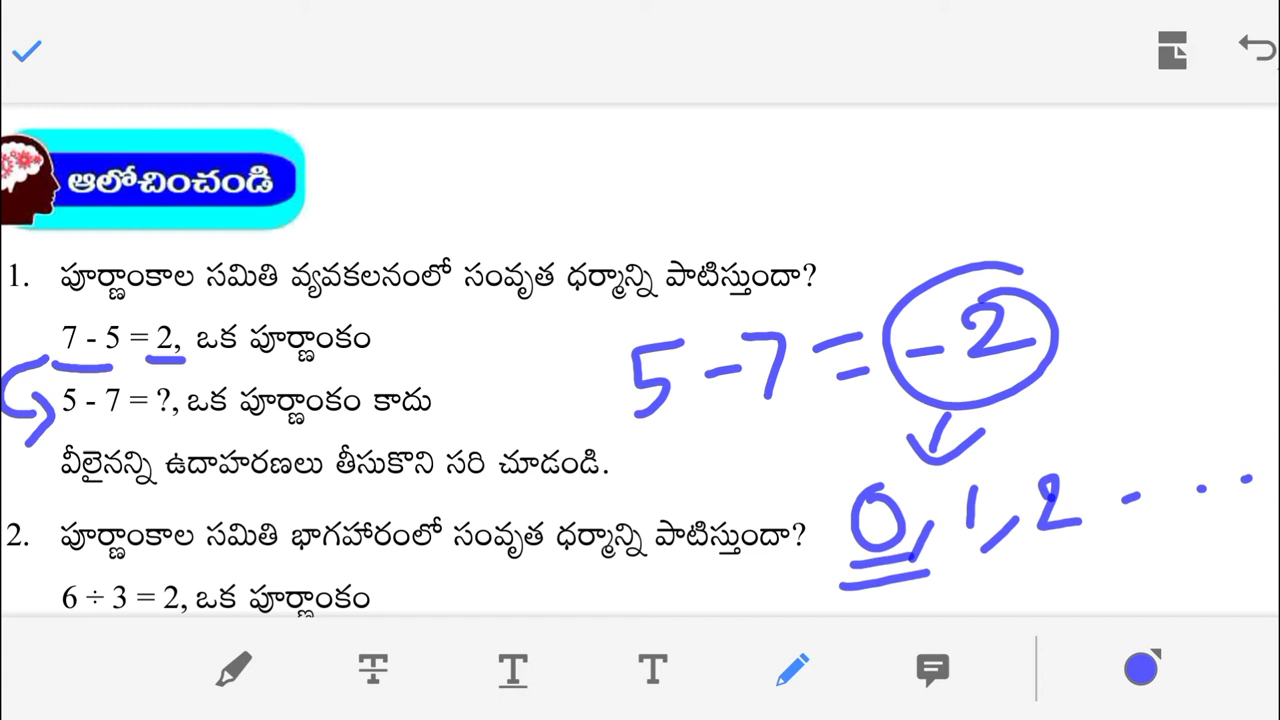 ఆలోచించండి
1. పూర్ణాంకాల సమితి వ్యవకలనంలో సంవృత ధర్మాన్ని పాటిస్తుందా?
7 - 5 = 2, ఒక పూర్ణాంకం
5 - 7 = -2
5 - 7 = ?, ఒక పూర్ణాంకం కాదు
వీలైనన్ని ఉదాహరణలు తీసుకొని సరి చూడండి.
0, 1, 2 - . . .
2. పూర్ణాంకాల సమితి భాగహారంలో సంవృత ధర్మాన్ని పాటిస్తుందా?
6 ÷ 3 = 2, ఒక పూర్ణాంకం
T T T